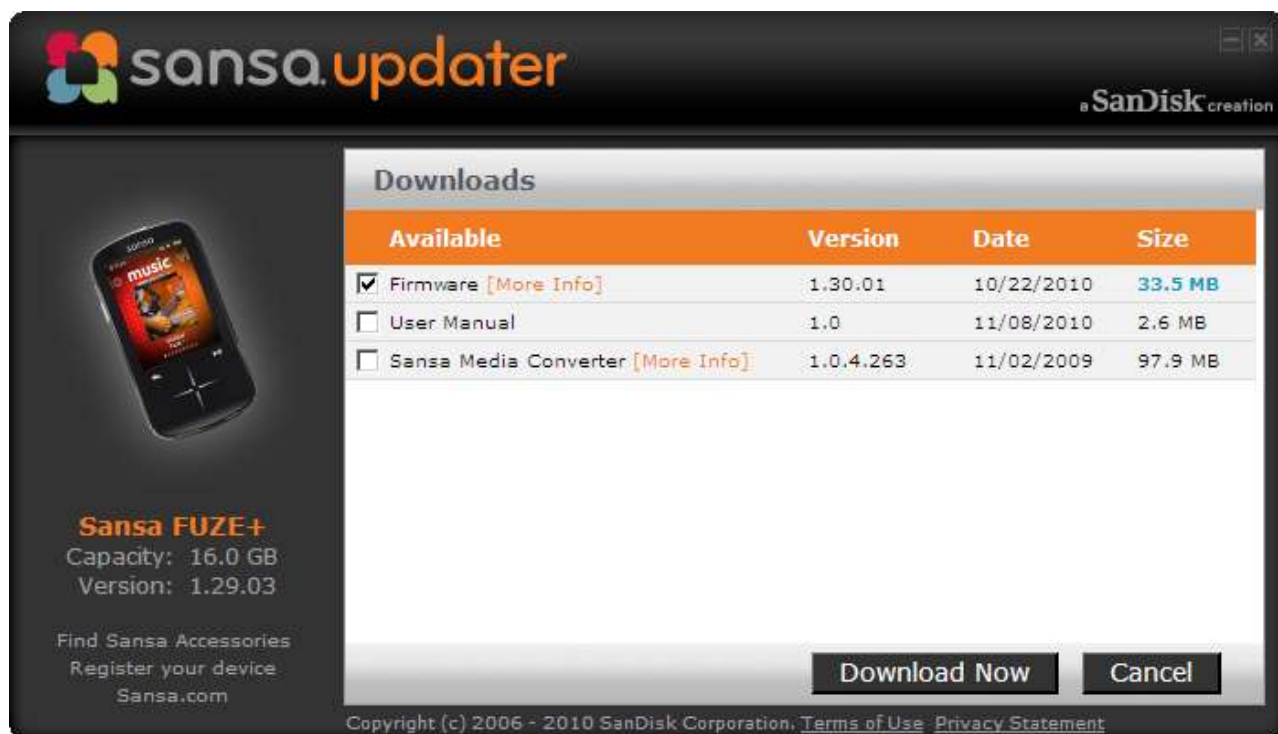 sansa updater
a SanDisk creation
Downloads
Available Version Date Size
Firmware [More Info] 1.30.01 10/22/2010 33.5 MB
User Manual 1.0 11/08/2010 2.6 MB
Sansa Media Converter [More Info] 1.0.4.263 11/02/2009 97.9 MB
sansa
music
Sansa FUZE+
Capacity: 16.0 GB
Version: 1.29.03
Find Sansa Accessories
Register your device
Sansa.com
Download Now Cancel
Copyright (c) 2006 - 2010 SanDisk Corporation. Terms of Use Privacy Statement